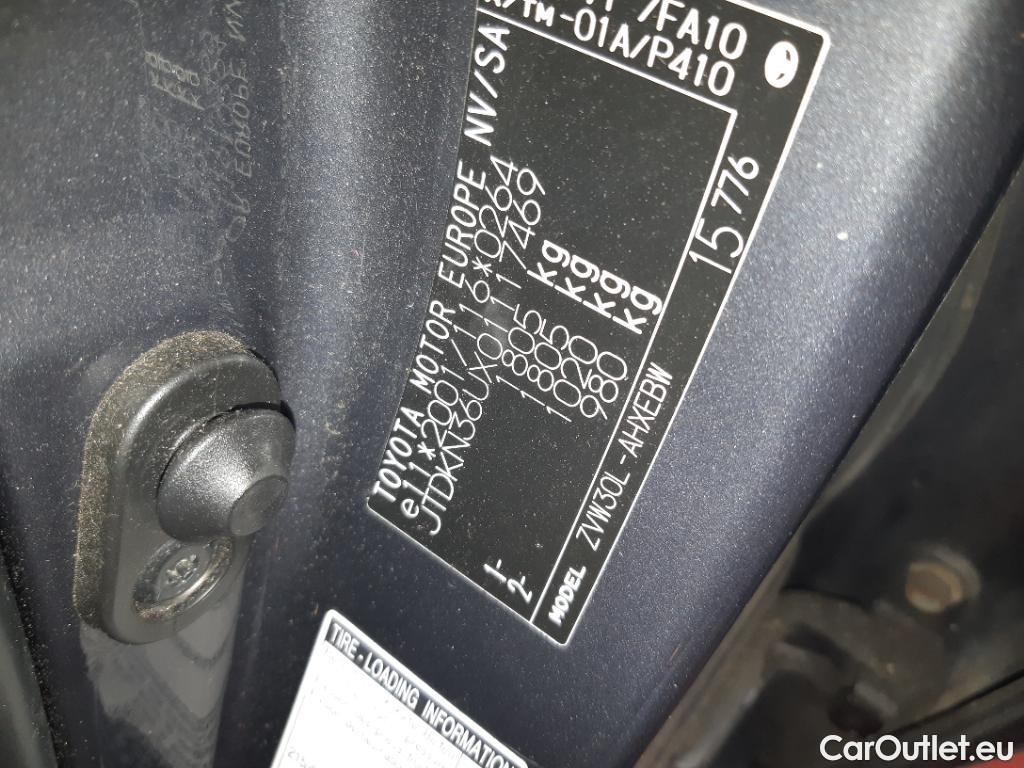 TOYOTA MOTOR EUROPE NV/SA
e11*2001/116*0264
JTDKN36UX01117469
1805 kg
1805 kg
1- 1020 kg
2- 980 kg
MODEL ZVW30L-AHXEBW
15776
/FA10
/TM-01A/P410
TIRE-LOADING INFORMATION
CarOutlet.eu